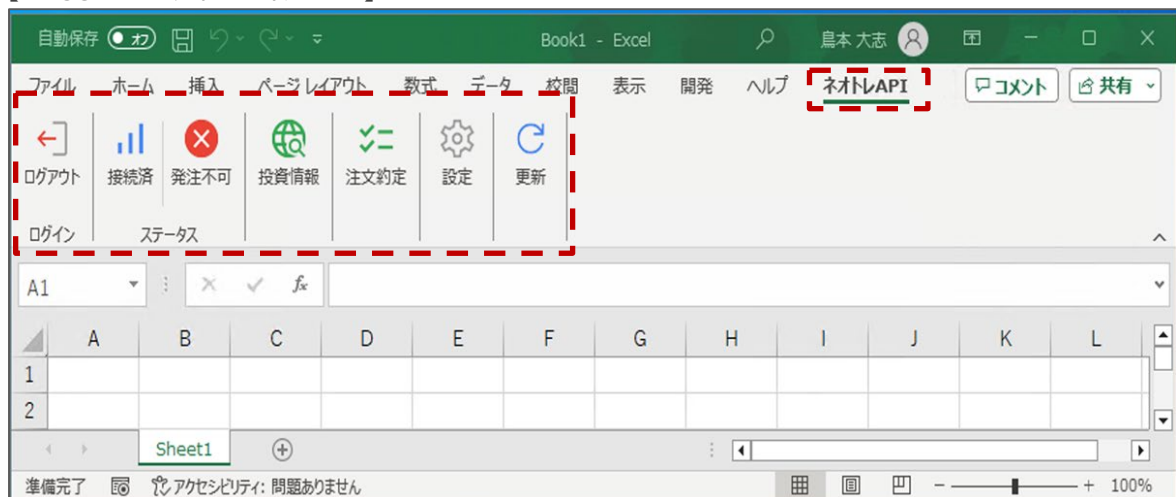 自動保存 オフ Book1 - Excel 鳥本 大志
ファイル ホーム 挿入 ページ レイアウト 数式 データ 校閲 表示 開発 ヘルプ ネオトレAPI コメント 共有
ログアウト 接続済 発注不可 投資情報 注文約定 設定 更新
ログイン ステータス
A1 fx
A B C D E F G H I J K L
1
2
Sheet1
準備完了 アクセシビリティ: 問題ありません 100%